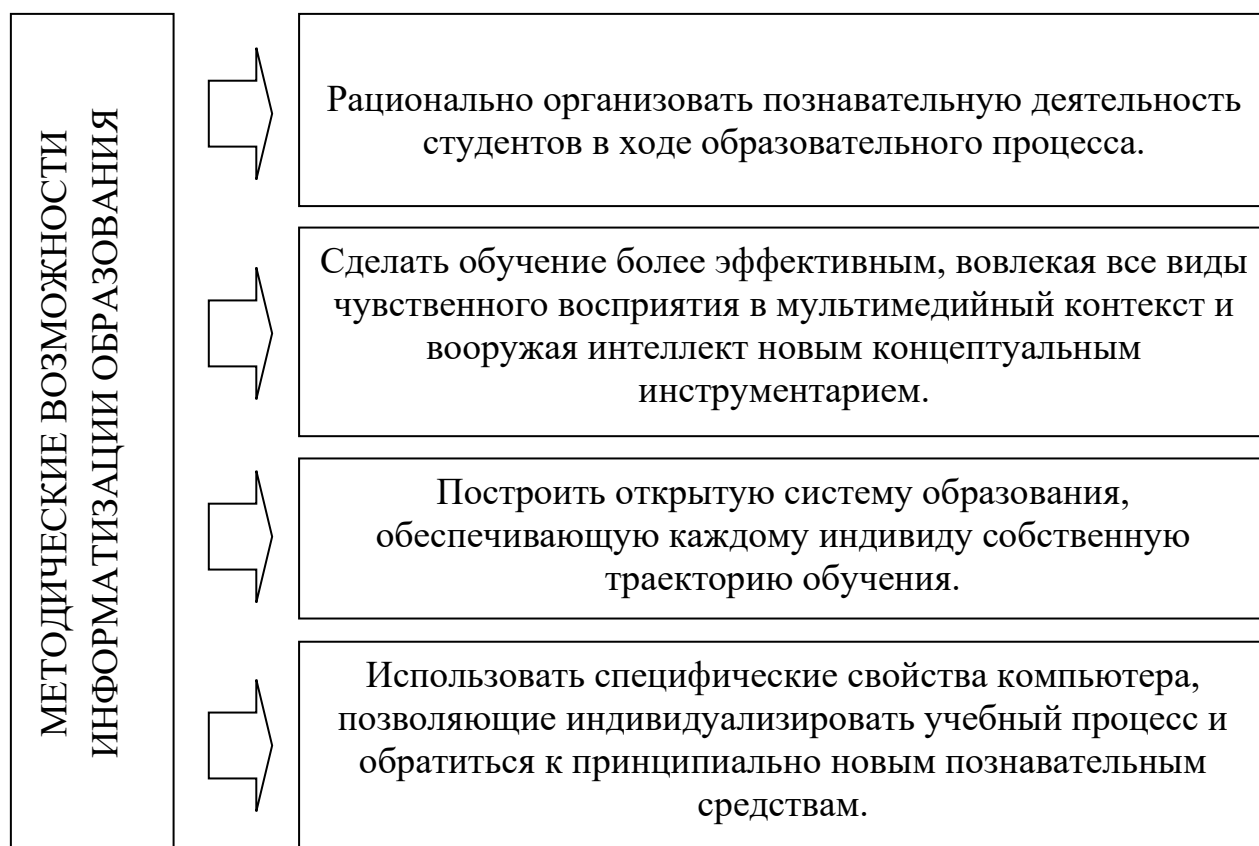 МЕТОДИЧЕСКИЕ ВОЗМОЖНОСТИ
ИНФОРМАТИЗАЦИИ ОБРАЗОВАНИЯ
Рационально организовать познавательную деятельность
студентов в ходе образовательного процесса.
Сделать обучение более эффективным, вовлекая все виды
чувственного восприятия в мультимедийный контекст и
вооружая интеллект новым концептуальным
инструментарием.
Построить открытую систему образования,
обеспечивающую каждому индивиду собственную
траекторию обучения.
Использовать специфические свойства компьютера,
позволяющие индивидуализировать учебный процесс и
обратиться к принципиально новым познавательным
средствам.